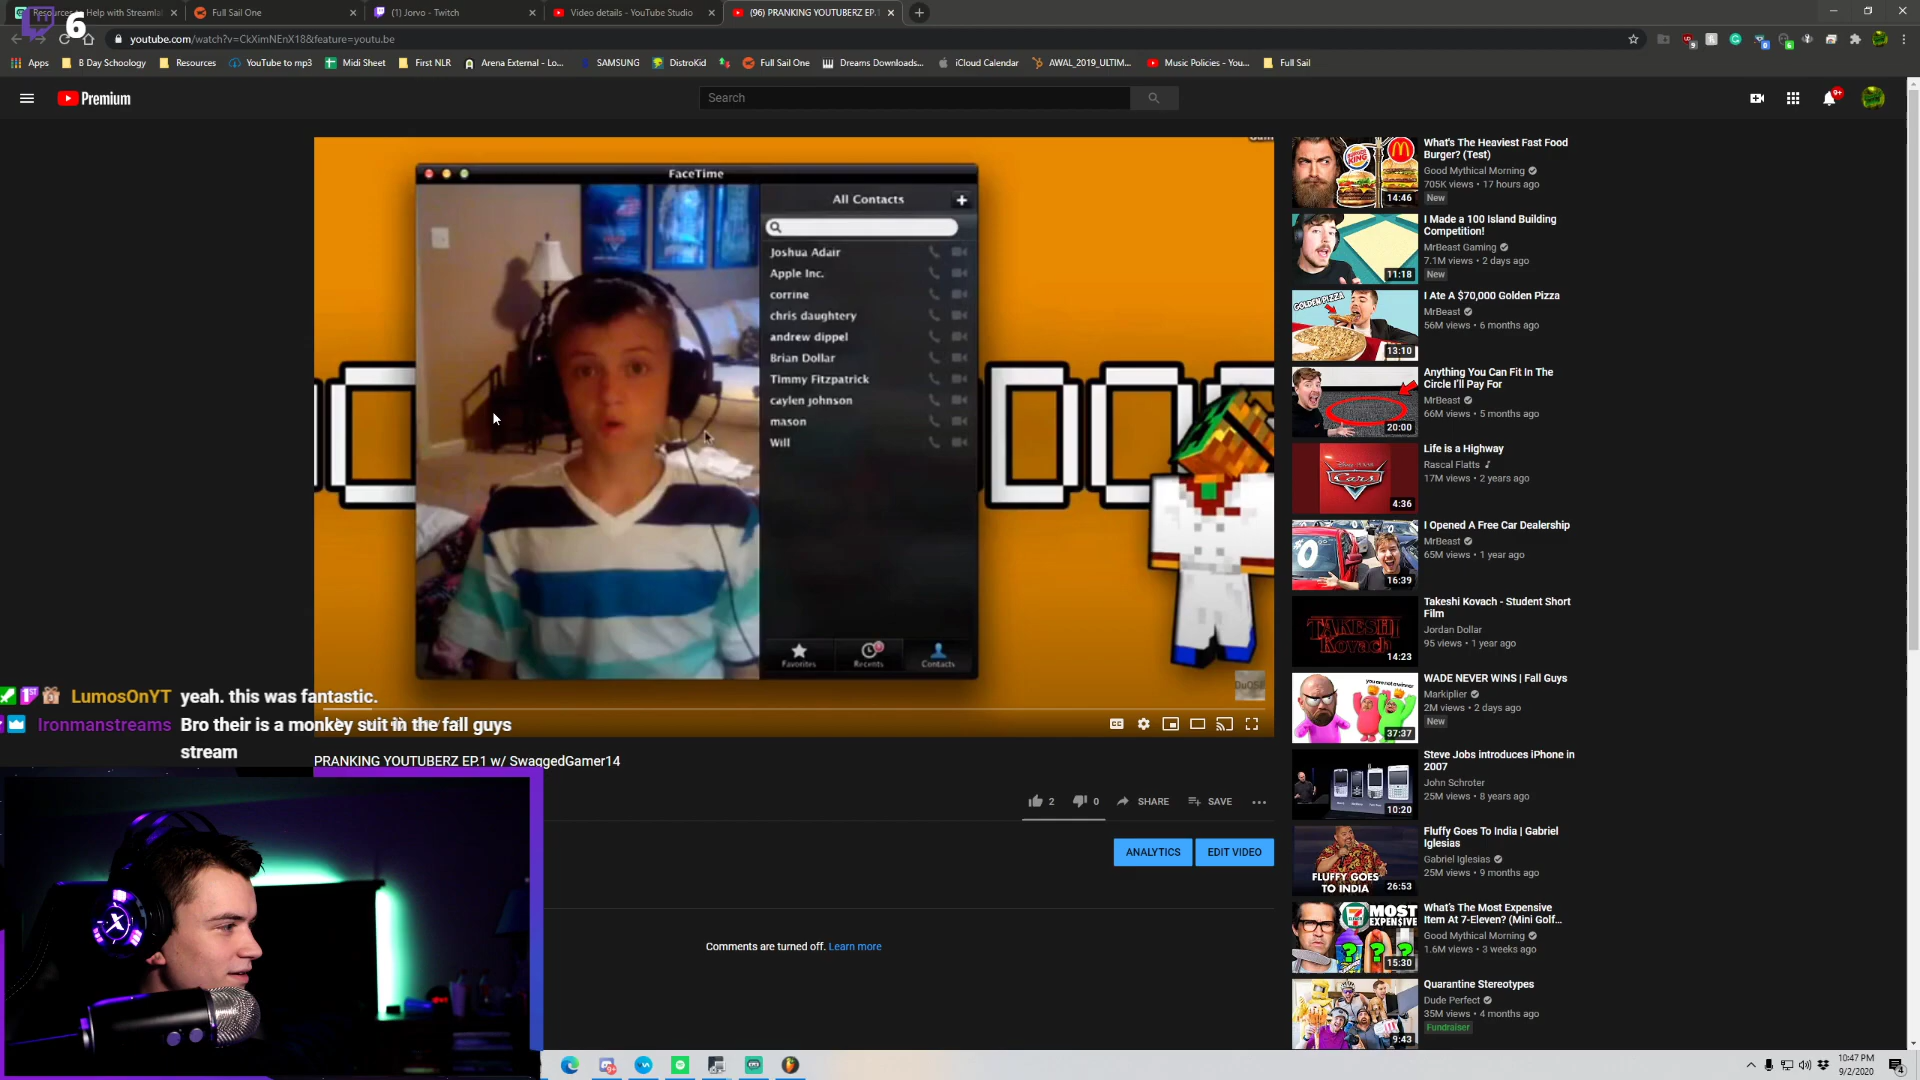 Resources to Help with Streamla
Full Sail One
(1) Jorvo - Twitch
Video details - YouTube Studio
(96) PRANKING YOUTUBERZ EP.1
6
youtube.com/watch?v=CkXimNEnX18&feature=youtu.be
Apps
B Day Schoology
Resources
YouTube to mp3
Midi Sheet
First NLR
Arena External - Lo...
SAMSUNG
DistroKid
Full Sail One
Dreams Downloads...
iCloud Calendar
AWAL_2019_ULTIM...
Music Policies - You...
Full Sail
Premium
Search
9+
FaceTime
All Contacts
Joshua Adair
Apple Inc.
corrine
chris daughtery
andrew dippel
Brian Dollar
Timmy Fitzpatrick
caylen johnson
mason
Will
Favorites
Recents
Contacts
LumosOnYT yeah. this was fantastic.
Ironmanstreams Bro their is a monkey suit in the fall guys
stream
PRANKING YOUTUBERZ EP.1 w/ SwaggedGamer14
2
0
SHARE
SAVE
ANALYTICS
EDIT VIDEO
Comments are turned off. Learn more
What's The Heaviest Fast Food
Burger? (Test)
Good Mythical Morning
705K views • 17 hours ago
New
14:46
I Made a 100 Island Building
Competition!
MrBeast Gaming
7.1M views • 2 days ago
New
11:18
GOLDEN PIZZA
I Ate A $70,000 Golden Pizza
MrBeast
56M views • 6 months ago
13:10
Anything You Can Fit In The
Circle I'll Pay For
MrBeast
66M views • 5 months ago
20:00
Life is a Highway
Rascal Flatts
17M views • 2 years ago
Cars
4:36
I Opened A Free Car Dealership
MrBeast
65M views • 1 year ago
16:39
Takeshi Kovach - Student Short
Film
Jordan Dollar
95 views • 1 year ago
TAKESHI
Kovach
14:23
WADE NEVER WINS | Fall Guys
Markiplier
2M views • 2 days ago
New
you are not a winner
37:37
Steve Jobs introduces iPhone in
2007
John Schroter
25M views • 8 years ago
10:20
Fluffy Goes To India | Gabriel
Iglesias
Gabriel Iglesias
25M views • 9 months ago
FLUFFY GOES
TO INDIA
26:53
What's The Most Expensive
Item At 7-Eleven? (Mini Golf...
Good Mythical Morning
1.6M views • 3 weeks ago
MOST
EXPENSIVE
15:30
Quarantine Stereotypes
Dude Perfect
35M views • 4 months ago
Fundraiser
9:43
10:47 PM
9/2/2020
4